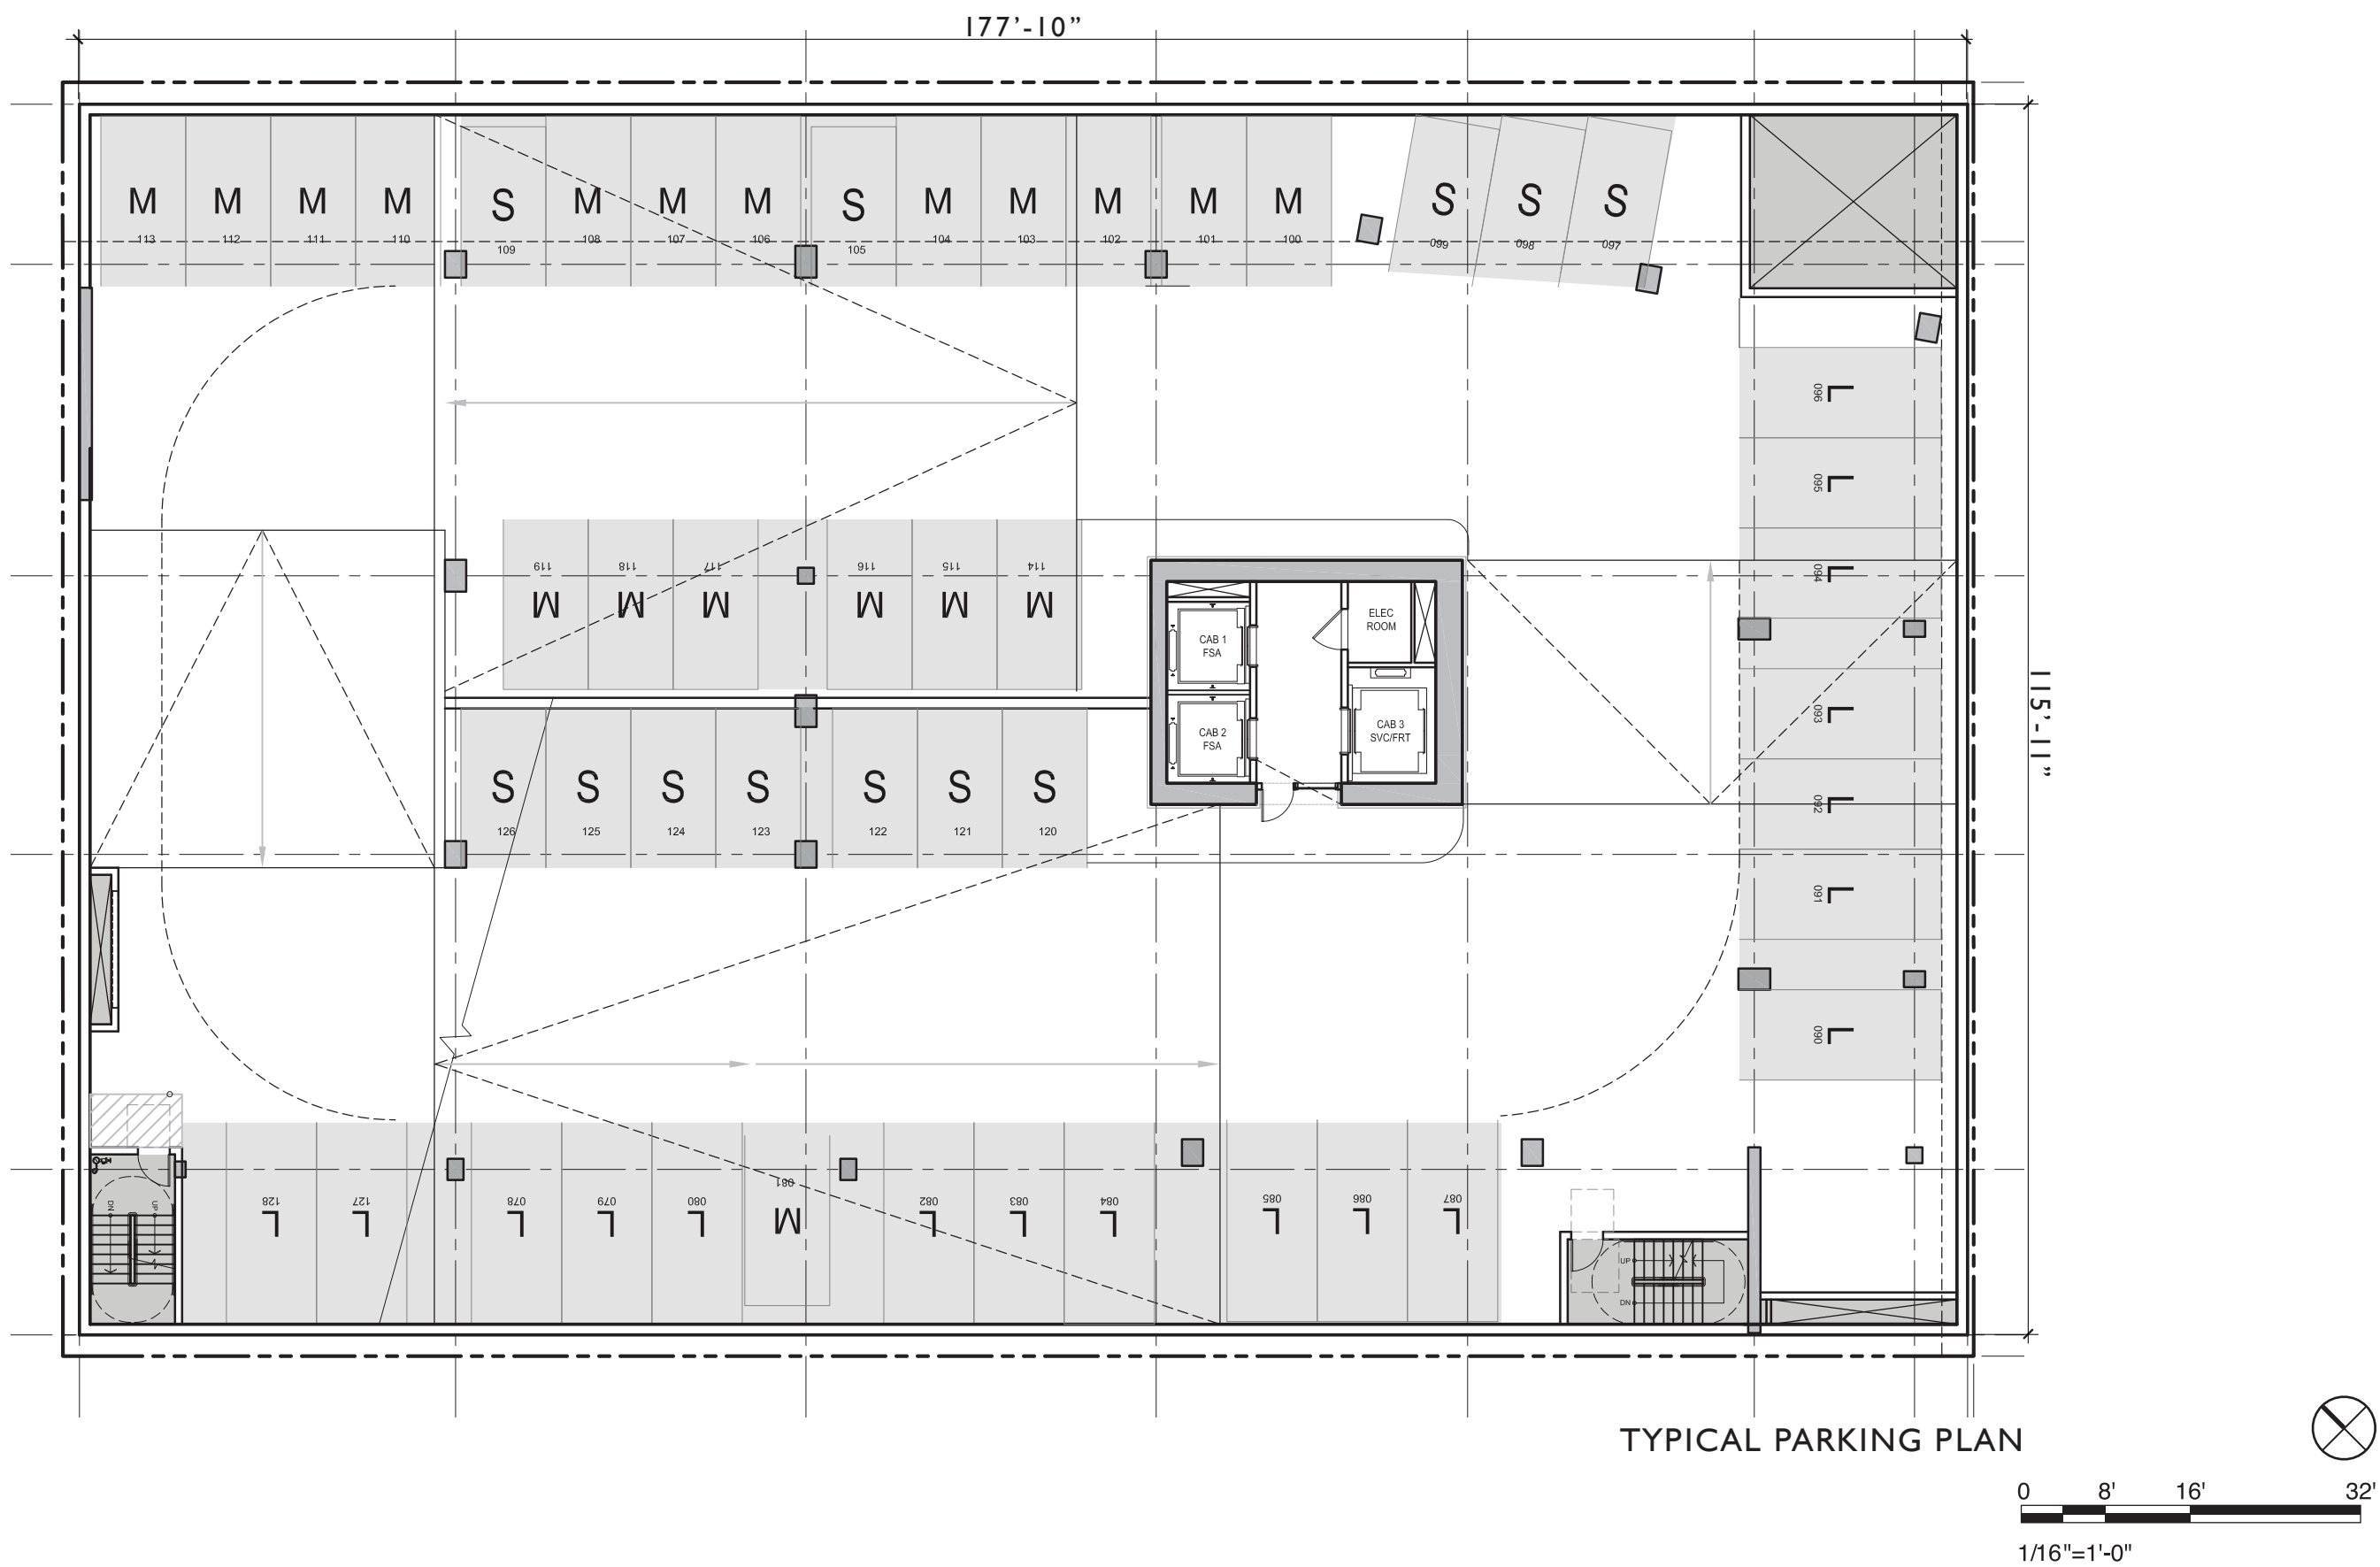 177'-10"
M M M M S M M M S M M M M M S S S
113 112 111 110 109 108 107 106 105 104 103 102 101 100 099 098 097
L 096
L 095
L 094
L 093
L 092
L 091
L 090
119 118 117 116 115 114
M M M M M M
CAB 1
FSA
ELEC
ROOM
CAB 2
FSA
CAB 3
SVC/FRT
115'-11"
S S S S S S S
126 125 124 123 122 121 120
128 127 078 079 080 081 082 083 084 085 086 087
L L L L L M L L L L L L
DN UP
UP
DN
TYPICAL PARKING PLAN
0 8' 16' 32'
1/16"=1'-0"